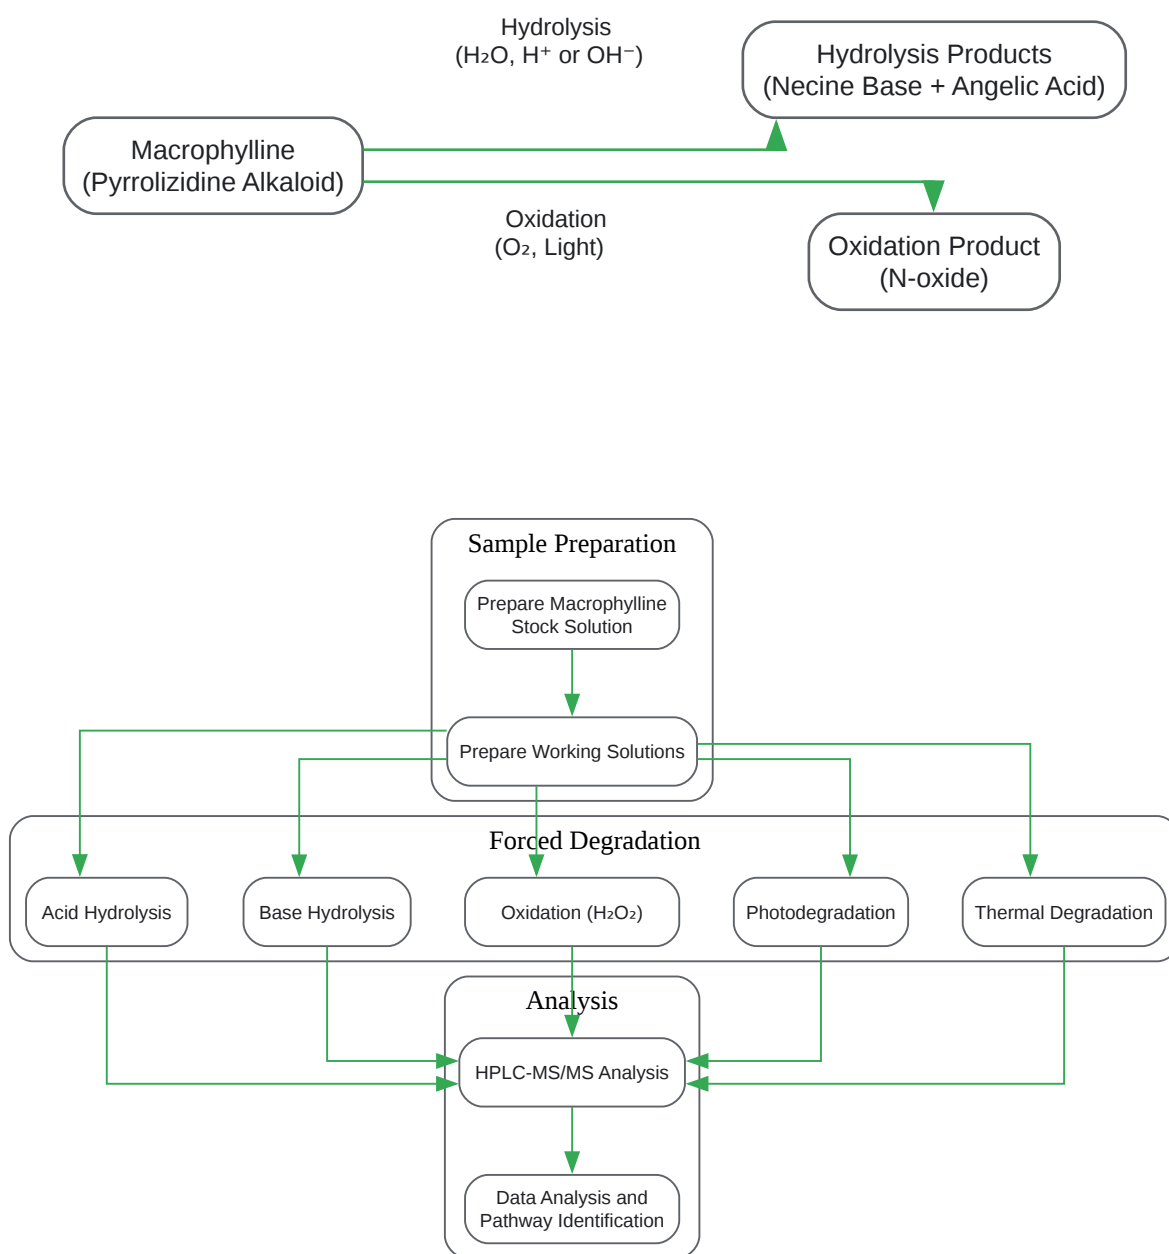 Hydrolysis
(H₂O, H⁺ or OH⁻)
Hydrolysis Products
(Necine Base + Angelic Acid)
Macrophylline
(Pyrrolizidine Alkaloid)
Oxidation
(O₂, Light)
Oxidation Product
(N-oxide)
Sample Preparation
Prepare Macrophylline
Stock Solution
Prepare Working Solutions
Forced Degradation
Acid Hydrolysis
Base Hydrolysis
Oxidation (H₂O₂)
Photodegradation
Thermal Degradation
Analysis
HPLC-MS/MS Analysis
Data Analysis and
Pathway Identification